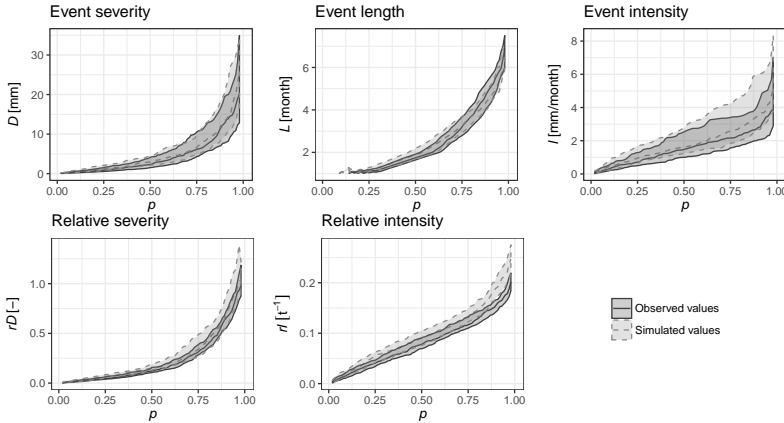 Event severity
Event length
Event intensity
D [mm]
30
20
10
0
0.00 0.25 0.50 0.75 1.00
p
L [month]
6
4
2
0.00 0.25 0.50 0.75 1.00
p
I [mm/month]
8
6
4
2
0
0.00 0.25 0.50 0.75 1.00
p
Relative severity
Relative intensity
rD [−]
1.0
0.5
0.0
0.00 0.25 0.50 0.75 1.00
p
rI [t⁻¹]
0.2
0.1
0.0
0.00 0.25 0.50 0.75 1.00
p
Observed values
Simulated values